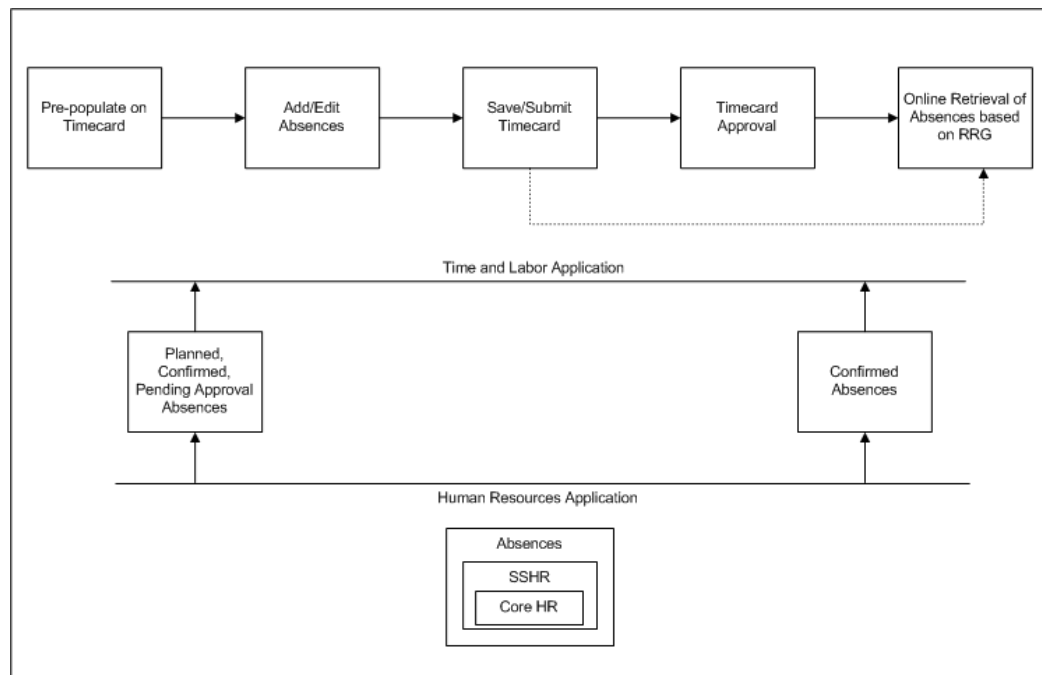 Pre-populate on
Timecard
Add/Edit
Absences
Save/Submit
Timecard
Timecard
Approval
Online Retrieval of
Absences based
on RRG
Time and Labor Application
Planned,
Confirmed,
Pending Approval
Absences
Confirmed
Absences
Human Resources Application
Absences
SSHR
Core HR